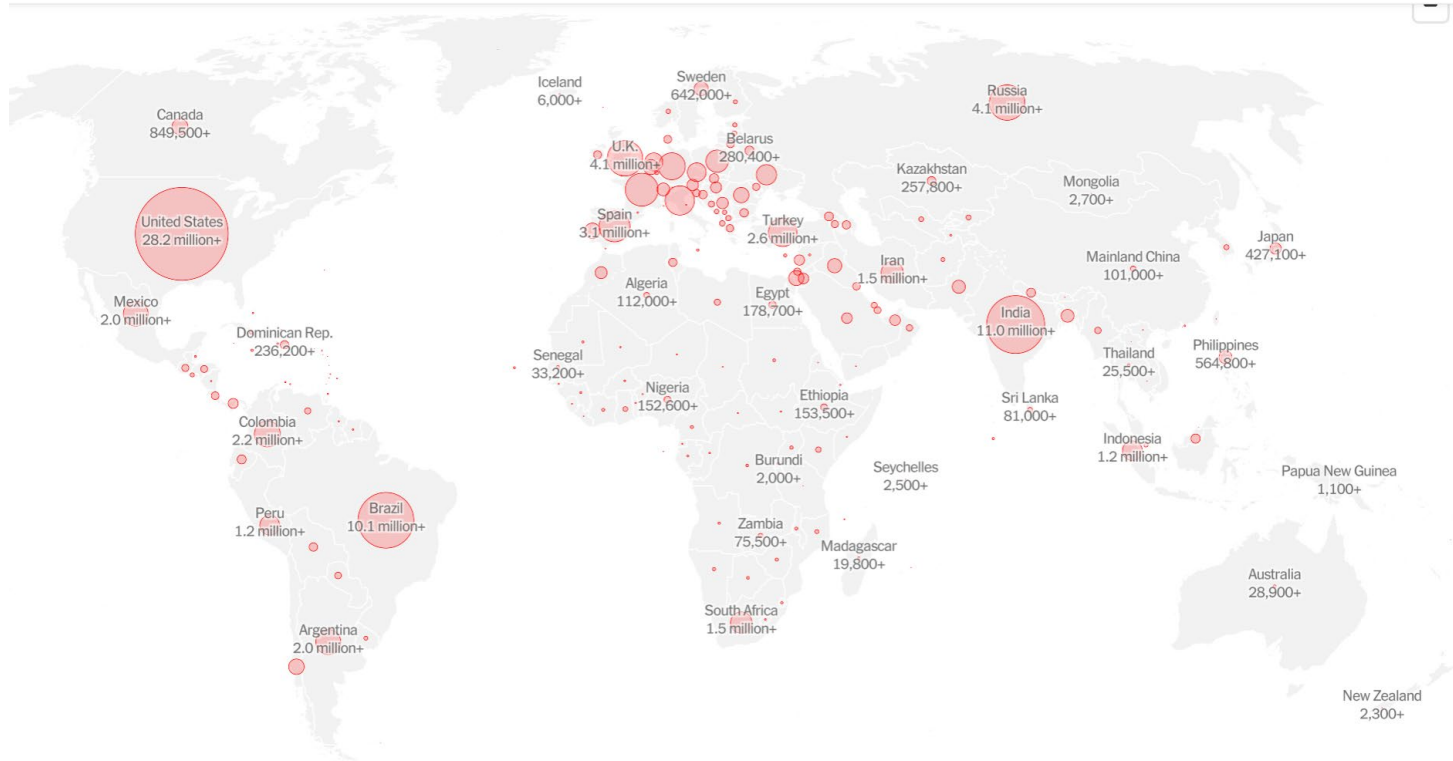 Iceland
6,000+
Sweden
642,000+
Russia
4.1 million+
Canada
849,500+
U.K.
4.1 million+
Belarus
280,400+
Kazakhstan
257,800+
Mongolia
2,700+
United States
28.2 million+
Spain
3.1 million+
Turkey
2.6 million+
Japan
427,100+
Iran
1.5 million+
Mainland China
101,000+
Algeria
112,000+
Egypt
178,700+
Mexico
2.0 million+
India
11.0 million+
Dominican Rep.
236,200+
Senegal
33,200+
Thailand
25,500+
Philippines
564,800+
Nigeria
152,600+
Ethiopia
153,500+
Sri Lanka
81,000+
Colombia
2.2 million+
Indonesia
1.2 million+
Burundi
2,000+
Seychelles
2,500+
Papua New Guinea
1,100+
Peru
1.2 million+
Brazil
10.1 million+
Zambia
75,500+
Madagascar
19,800+
Australia
28,900+
South Africa
1.5 million+
Argentina
2.0 million+
New Zealand
2,300+